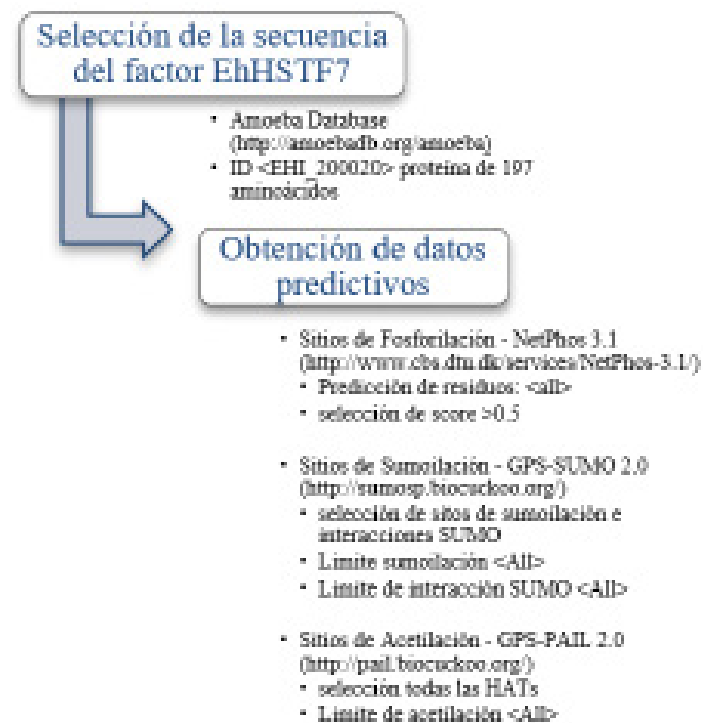 Selección de la secuencia
del factor EhHSTF7
• Amoeba Database
(http://amoebadb.org/amoeba)
• ID <EHI_200020> proteína de 197
aminoácidos
Obtención de datos
predictivos
• Sitios de Fosforilación - NetPhos 3.1
(http://www.cbs.dtu.dk/services/NetPhos-3.1/)
• Predicción de residuos: <all>
• selección de score >0.5
• Sitios de Sumoilación - GPS-SUMO 2.0
(http://sumosp.biocuckoo.org/)
• selección de sitos de sumoilación e
interacciones SUMO
• Limite sumoilación <All>
• Limite de interacción SUMO <All>
• Sitios de Acetilación - GPS-PAIL 2.0
(http://pail.biocuckoo.org/)
• selección todas las HATs
• Limite de acetilación <All>